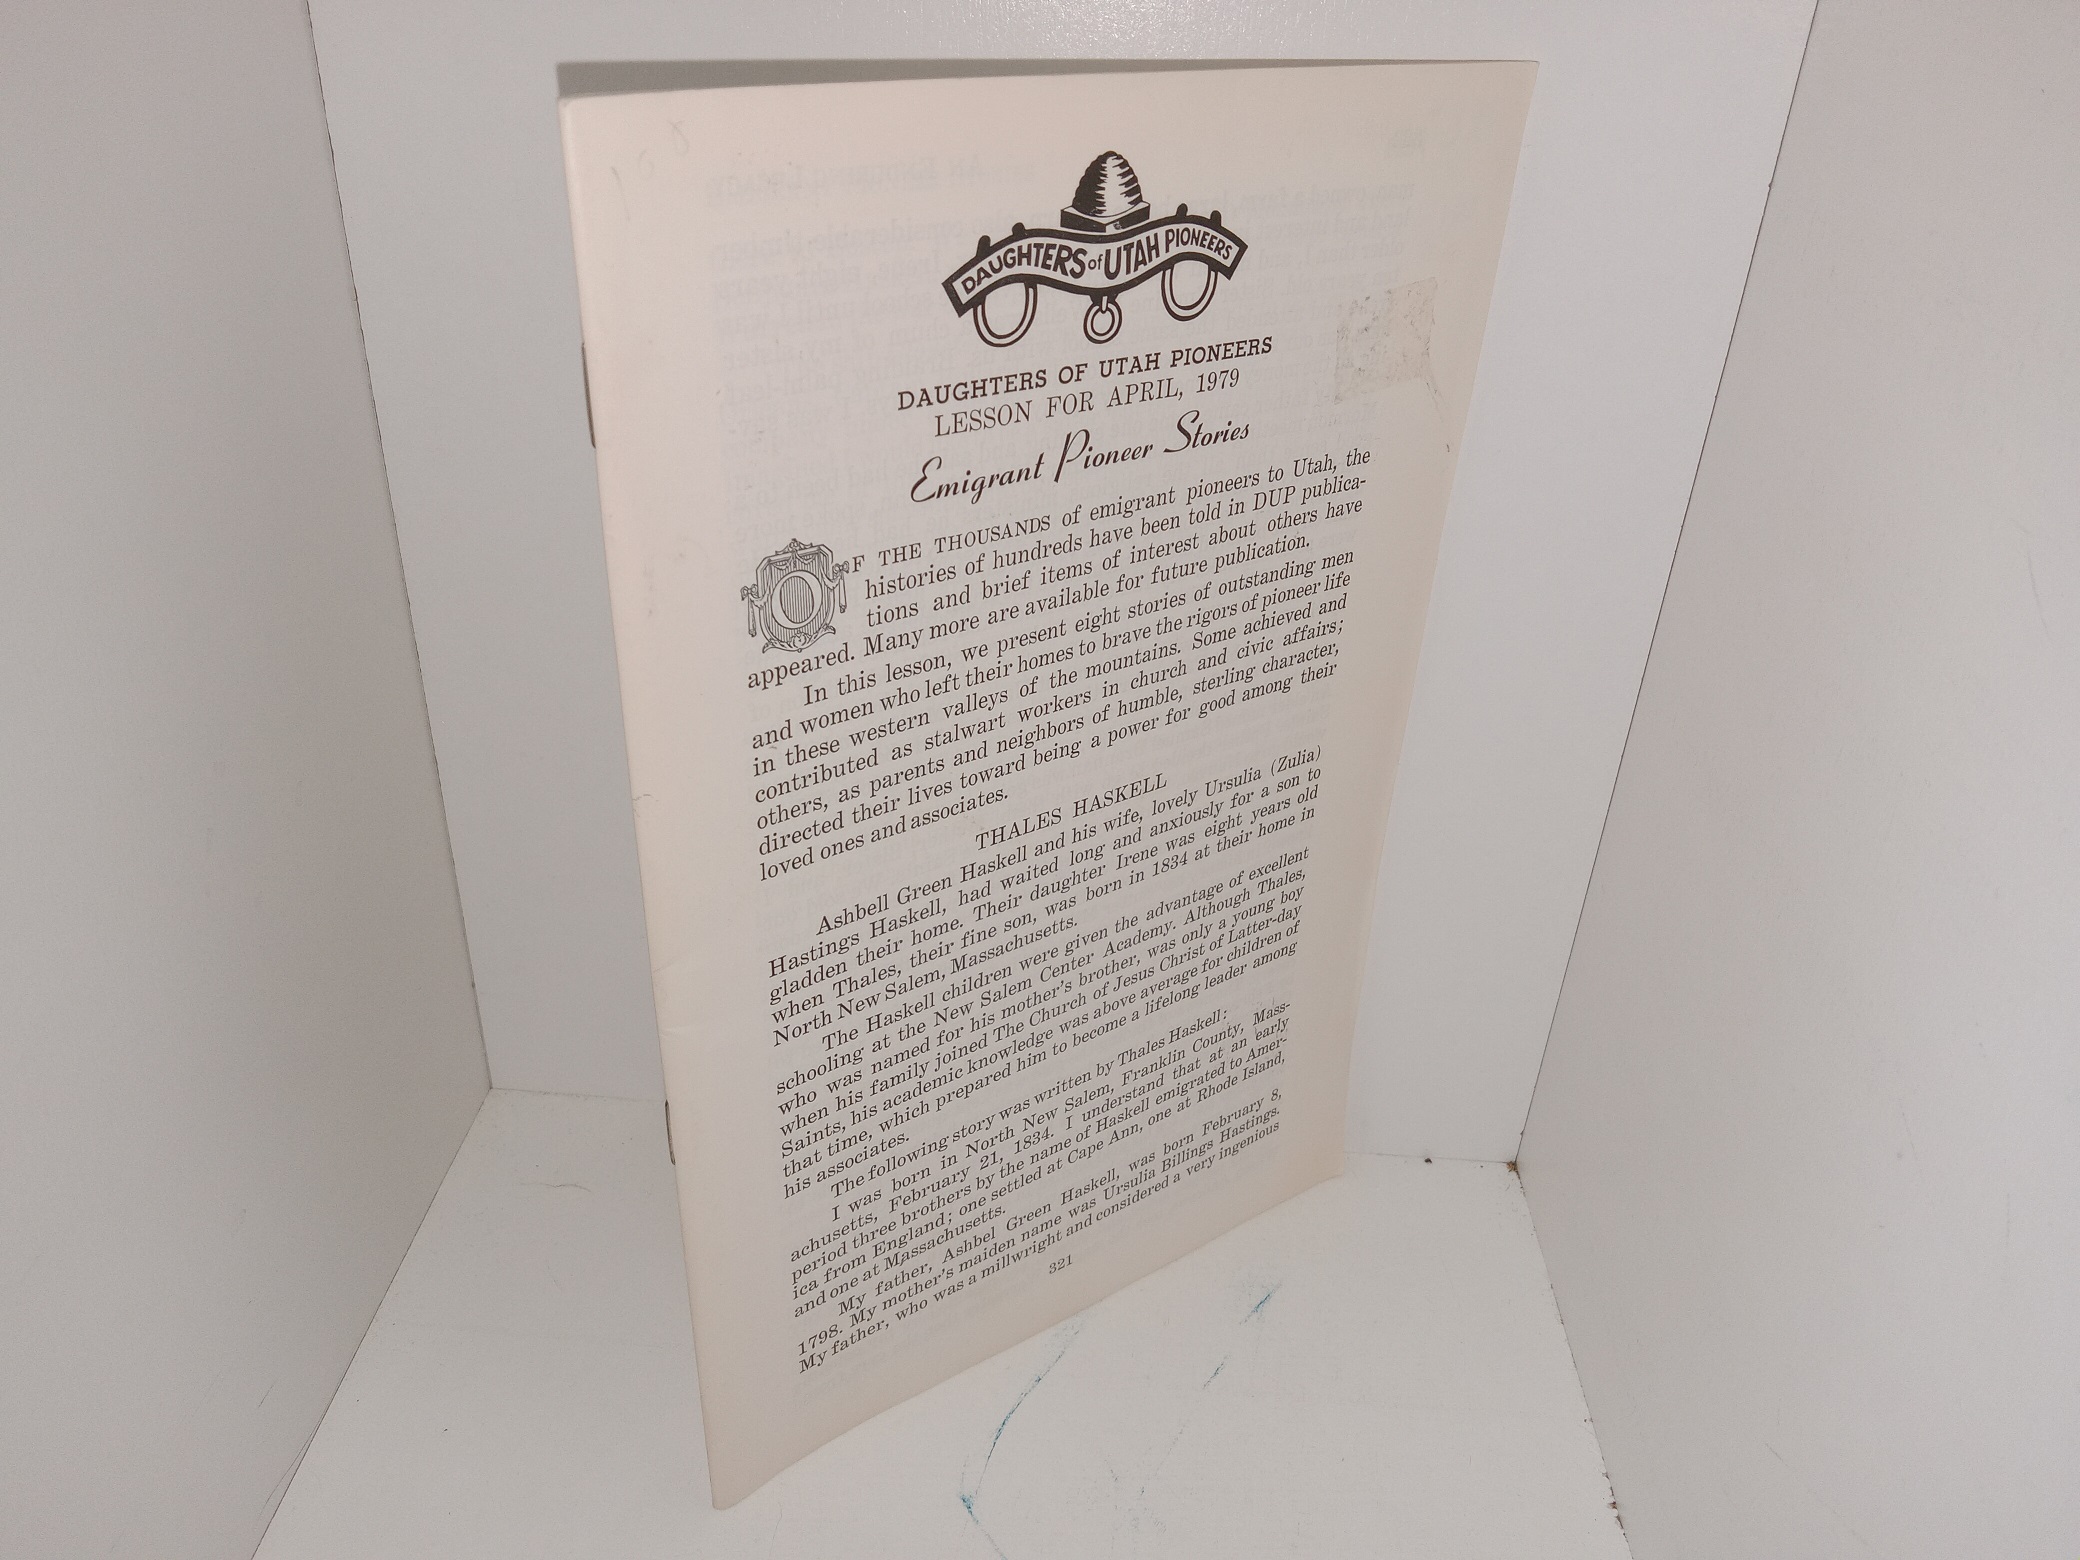 DAUGHTERS of UTAH PIONEERS
DAUGHTERS OF UTAH PIONEERS
LESSON FOR APRIL, 1979
Emigrant Pioneer Stories
OF THE THOUSANDS of emigrant pioneers to Utah, the
histories of hundreds have been told in DUP publica-
tions and brief items of interest about others have
appeared. Many more are available for future publication.
In this lesson, we present eight stories of outstanding men
and women who left their homes to brave the rigors of pioneer life
in these western valleys of the mountains. Some achieved and
contributed as stalwart workers in church and civic affairs;
others, as parents and neighbors of humble, sterling character,
directed their lives toward being a power for good among their
loved ones and associates.
THALES HASKELL
Ashbell Green Haskell and his wife, lovely Ursulia (Zulia)
Hastings Haskell, had waited long and anxiously for a son to
gladden their home. Their daughter Irene was eight years old
when Thales, their fine son, was born in 1834 at their home in
North New Salem, Massachusetts.
The Haskell children were given the advantage of excellent
schooling at the New Salem Center Academy. Although Thales,
who was named for his mother's brother, was only a young boy
when his family joined The Church of Jesus Christ of Latter-day
Saints, his academic knowledge was above average for children of
that time, which prepared him to become a lifelong leader among
his associates.
The following story was written by Thales Haskell:
I was born in North New Salem, Franklin County, Mass-
achusetts, February 21, 1834. I understand that at an early
period three brothers by the name of Haskell emigrated to Amer-
ica from England; one settled at Cape Ann, one at Rhode Island,
and one at Massachusetts.
My father, Ashbel Green Haskell, was born February 8,
1798. My mother's maiden name was Ursulia Billings Hastings.
My father, who was a millwright and considered a very ingenious
321